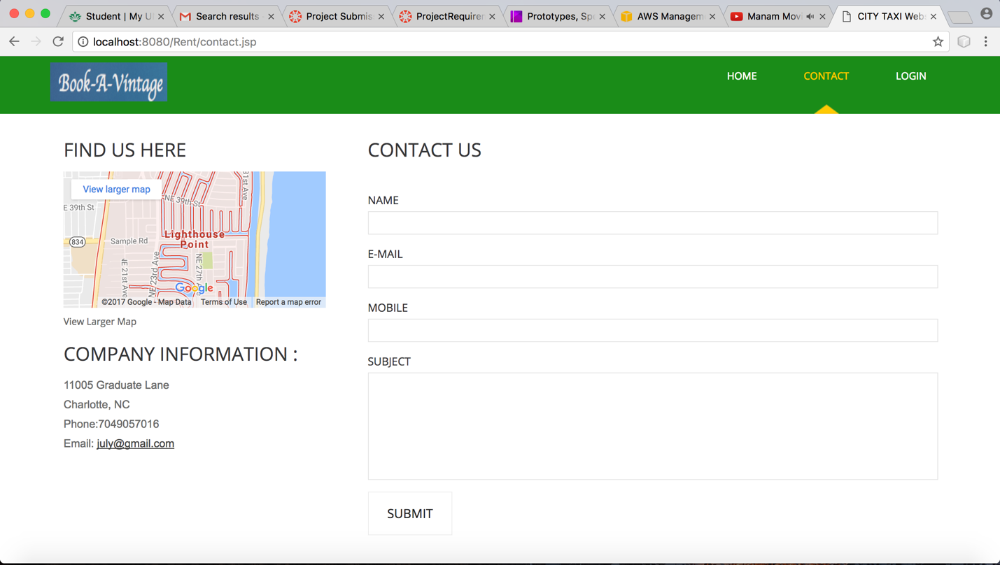 Student | My U
Search results
Project Submis
ProjectRequirer
Prototypes, Spe
AWS Managem
Manam Movi
CITY TAXI Webs
localhost:8080/Rent/contact.jsp
Book-A-Vintage
HOME
CONTACT
LOGIN
FIND US HERE
View larger map
31st Ave
NE 39th St
E 39th St
Lighthouse
Point
834
Sample Rd
NE 21st Ave
NE 23rd Ave
NE 27th Ave
Google
©2017 Google - Map Data
Terms of Use
Report a map error
View Larger Map
COMPANY INFORMATION :
11005 Graduate Lane
Charlotte, NC
Phone:7049057016
Email: july@gmail.com
CONTACT US
NAME
E-MAIL
MOBILE
SUBJECT
SUBMIT